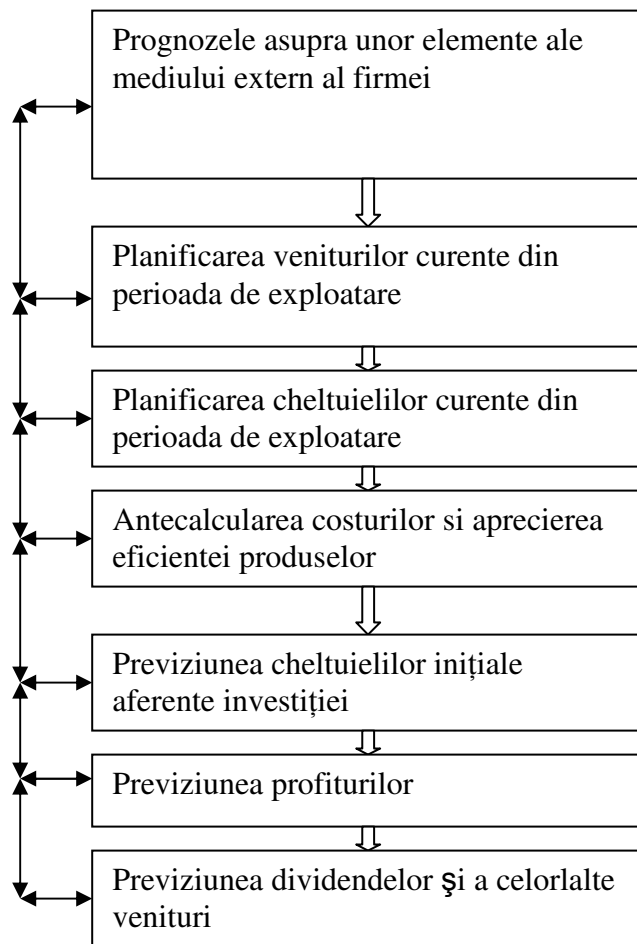 Prognozele asupra unor elemente ale
mediului extern al firmei
Planificarea veniturilor curente din
perioada de exploatare
Planificarea cheltuielilor curente din
perioada de exploatare
Antecalcularea costurilor si aprecierea
eficientei produselor
Previziunea cheltuielilor inițiale
aferente investiției
Previziunea profiturilor
Previziunea dividendelor şi a celorlalte
venituri